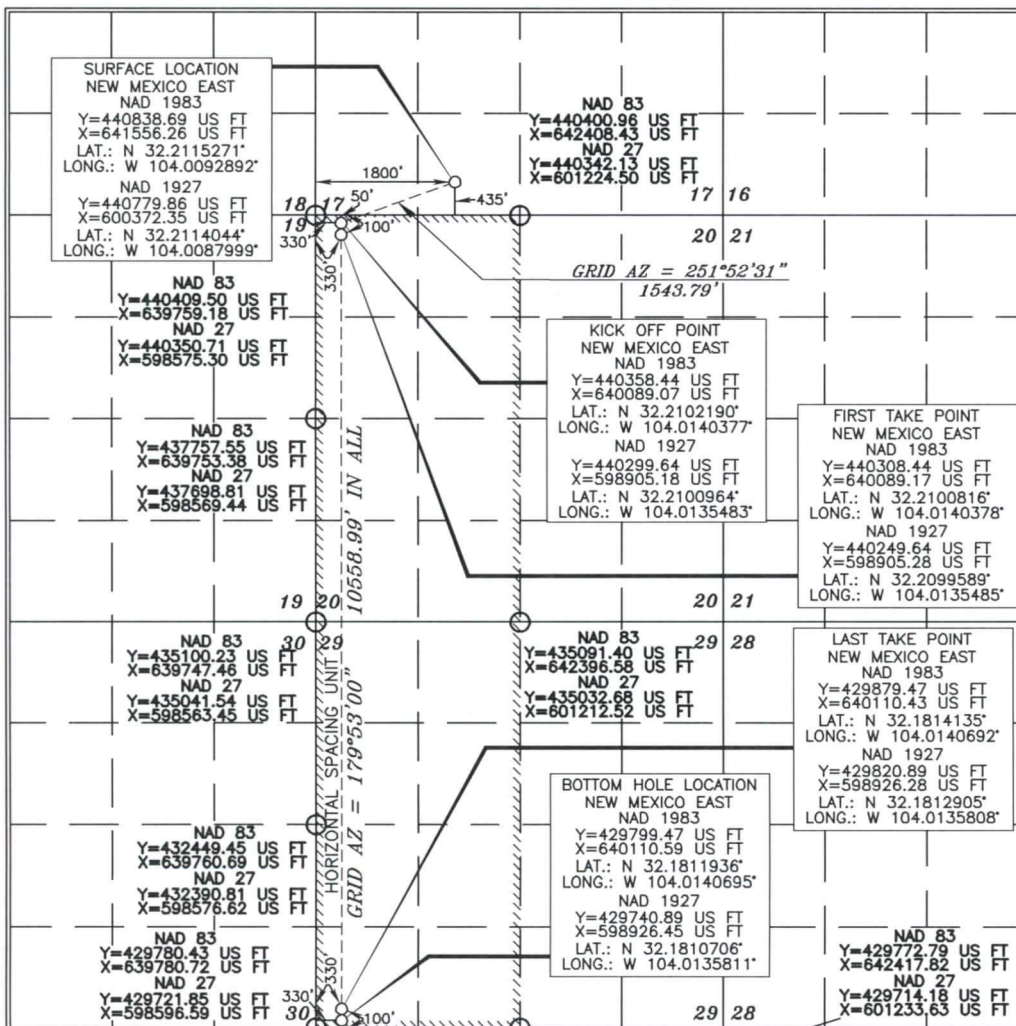 SURFACE LOCATION
NEW MEXICO EAST
NAD 1983
Y=440838.69 US FT
X=641556.26 US FT
LAT.: N 32.2115271°
LONG.: W 104.0092892°
NAD 1927
Y=440779.86 US FT
X=600372.35 US FT
LAT.: N 32.2114044°
LONG.: W 104.0087999°
NAD 83
Y=440400.96 US FT
X=642408.43 US FT
NAD 27
Y=440342.13 US FT
X=601224.50 US FT
1800'
50'
435'
18 17
19
100'
330'
330'
17 16
20 21
GRID AZ = 251°52'31"
1543.79'
NAD 83
Y=440409.50 US FT
X=639759.18 US FT
NAD 27
Y=440350.71 US FT
X=598575.30 US FT
KICK OFF POINT
NEW MEXICO EAST
NAD 1983
Y=440358.44 US FT
X=640089.07 US FT
LAT.: N 32.2102190°
LONG.: W 104.0140377°
NAD 1927
Y=440299.64 US FT
X=598905.18 US FT
LAT.: N 32.2100964°
LONG.: W 104.0135483°
FIRST TAKE POINT
NEW MEXICO EAST
NAD 1983
Y=440308.44 US FT
X=640089.17 US FT
LAT.: N 32.2100816°
LONG.: W 104.0140378°
NAD 1927
Y=440249.64 US FT
X=598905.28 US FT
LAT.: N 32.2099589°
LONG.: W 104.0135485°
NAD 83
Y=437757.55 US FT
X=639753.38 US FT
NAD 27
Y=437698.81 US FT
X=598569.44 US FT
10558.99' IN ALL
19 20
30 29
20 21
29 28
NAD 83
Y=435100.23 US FT
X=639747.46 US FT
NAD 27
Y=435041.54 US FT
X=598563.45 US FT
HORIZONTAL SPACING UNIT
GRID AZ = 179°53'00"
NAD 83
Y=435091.40 US FT
X=642396.58 US FT
NAD 27
Y=435032.68 US FT
X=601212.52 US FT
LAST TAKE POINT
NEW MEXICO EAST
NAD 1983
Y=429879.47 US FT
X=640110.43 US FT
LAT.: N 32.1814135°
LONG.: W 104.0140692°
NAD 1927
Y=429820.89 US FT
X=598926.28 US FT
LAT.: N 32.1812905°
LONG.: W 104.0135808°
BOTTOM HOLE LOCATION
NEW MEXICO EAST
NAD 1983
Y=429799.47 US FT
X=640110.59 US FT
LAT.: N 32.1811936°
LONG.: W 104.0140695°
NAD 1927
Y=429740.89 US FT
X=598926.45 US FT
LAT.: N 32.1810706°
LONG.: W 104.0135811°
NAD 83
Y=432449.45 US FT
X=639760.69 US FT
NAD 27
Y=432390.81 US FT
X=598576.62 US FT
NAD 83
Y=429780.43 US FT
X=639780.72 US FT
NAD 27
Y=429721.85 US FT
X=598596.59 US FT
330'
330'
30
100'
29 28
NAD 83
Y=429772.79 US FT
X=642417.82 US FT
NAD 27
Y=429714.18 US FT
X=601233.63 US FT